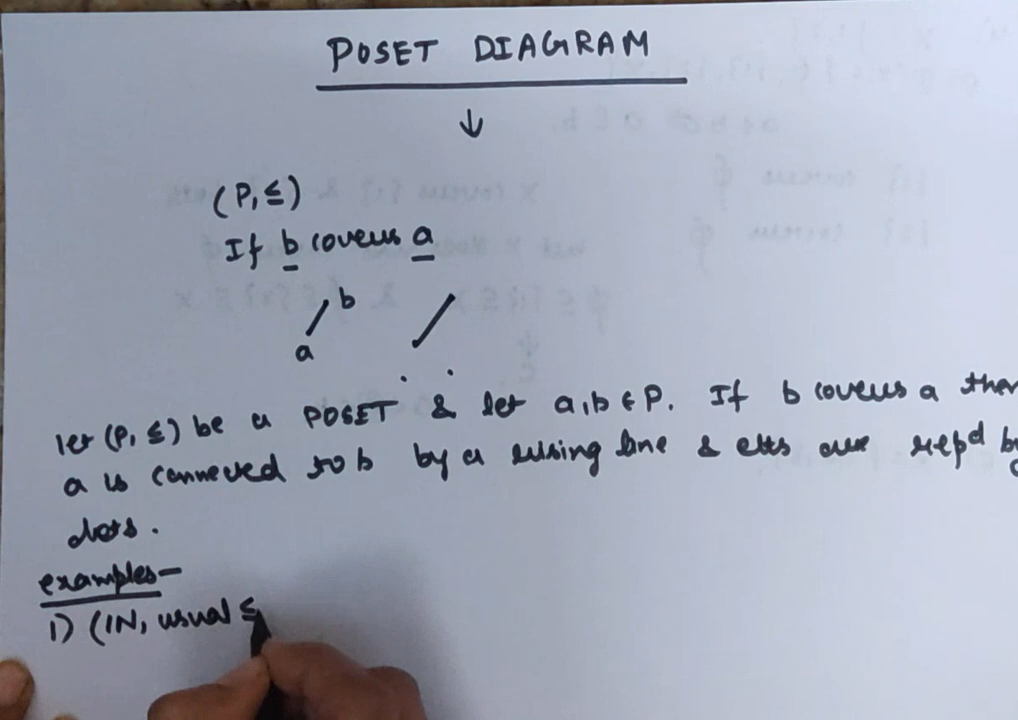 POSET DIAGRAM
↓
(P, ≤)
If b covers a
b
a
let (P, ≤) be a POSET & let a, b ∈ P. If b covers a then
a is connected to b by a rising line & elts are repd by
dots.
examples-
1) (IN, usual ≤